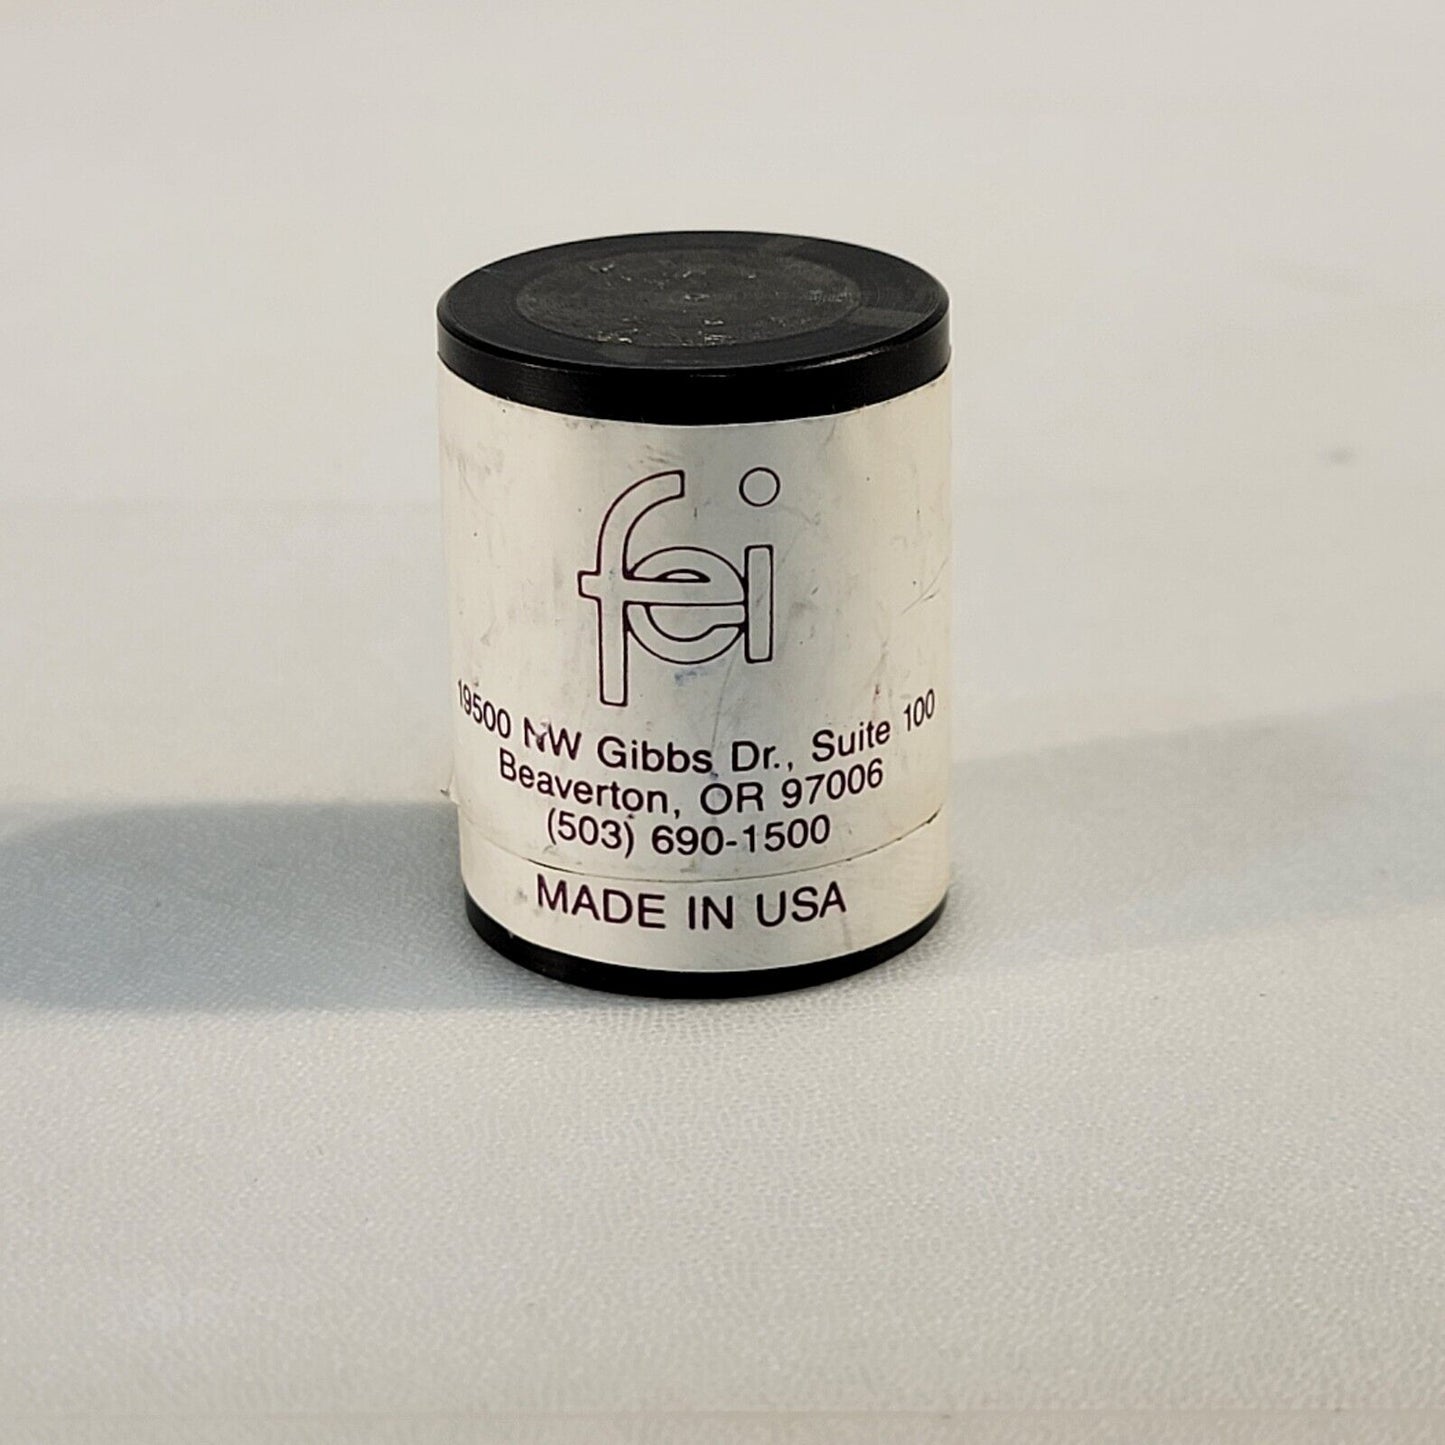 fei
19500 NW Gibbs Dr., Suite 100
Beaverton, OR 97006
(503) 690-1500
MADE IN USA